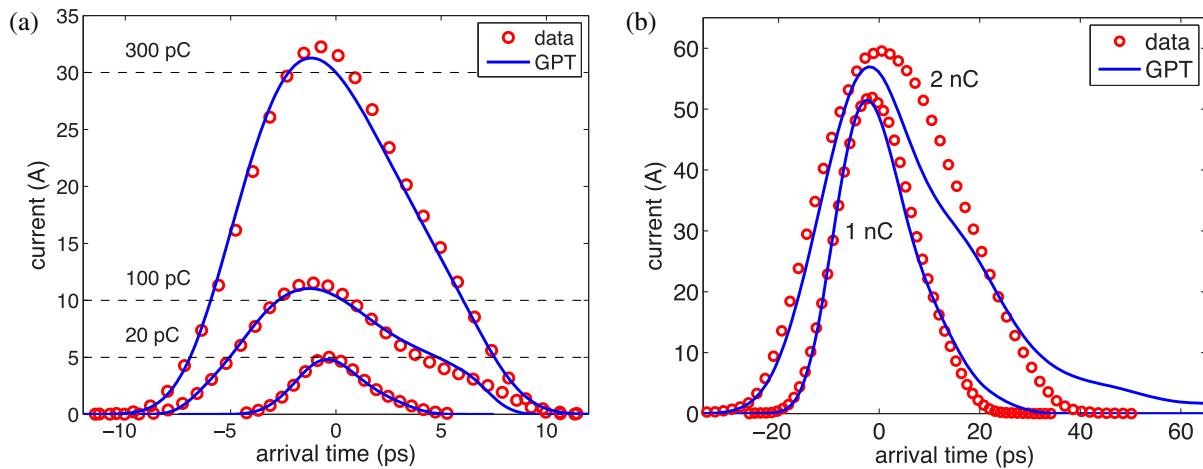 (a)
35
30
25
20
15
10
5
0
current (A)
300 pC
100 pC
20 pC
data
GPT
−10
−5
0
5
10
arrival time (ps)
(b)
60
50
40
30
20
10
0
current (A)
2 nC
1 nC
data
GPT
−20
0
20
40
60
arrival time (ps)